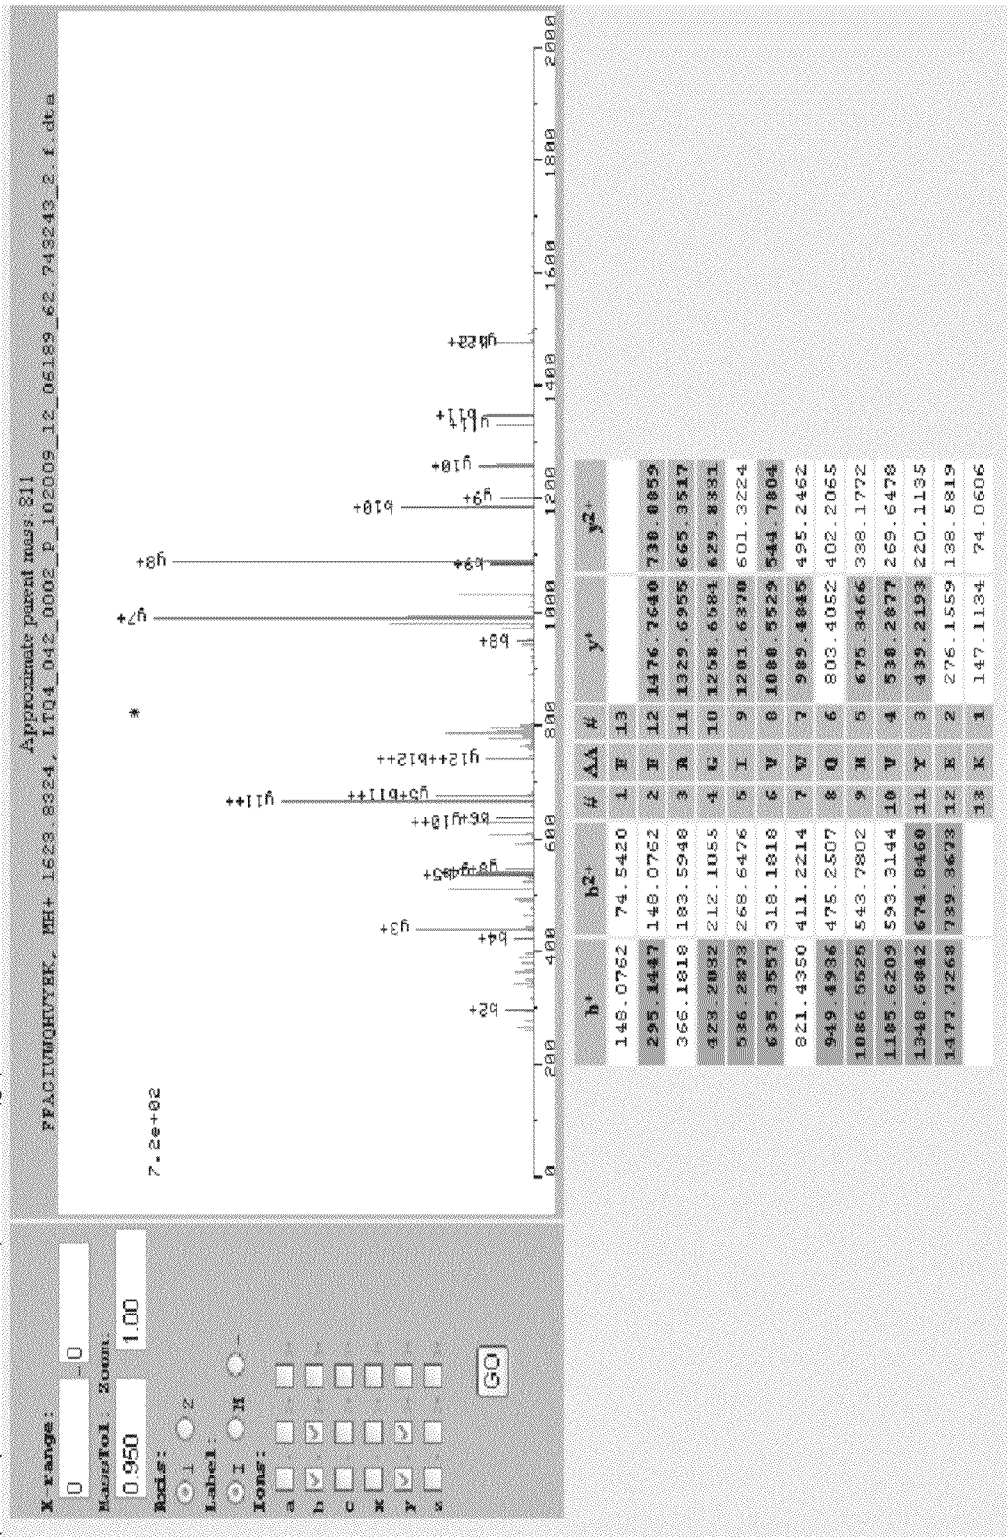 X-range:
0 - 0
MassTol: Zoom:
0.950 1.00
Axis:
1 2
Label:
I M -
Ions:
a
b
c
x
y
z
GO
Approximate parent mass 811
MH+ 1623.8324, LTQ4_042_0002_p_102009_12_06189_62.743243_2.f.dta
7.2e+02
*
b2+
b4+
y3+
y11++
y12++b12++
b8+
y7+
b9+
y8+
b10+
y9+
y10+
y11+
b11+
0 200 400 600 800 1000 1200 1400 1600 1800 2000
b+ b2+ # AA # y+ y2+
148.0762 74.5420 1 F 13
295.1447 148.0762 2 F 12 1476.7640 738.8859
366.1818 183.5948 3 A 11 1329.6955 665.3517
423.2032 212.1055 4 G 10 1258.6584 629.8331
536.2873 268.6476 5 I 9 1201.6370 601.3224
635.3557 318.1818 6 V 8 1088.5529 544.7804
821.4350 411.2214 7 W 7 989.4845 495.2462
949.4936 475.2507 8 Q 6 803.4052 402.2065
1086.5525 543.7802 9 H 5 675.3466 338.1772
1185.6209 593.3144 10 V 4 538.2877 269.6478
1348.6842 674.8460 11 Y 3 439.2193 220.1135
1477.7268 739.3673 12 E 2 276.1559 138.5819
13 K 1 147.1134 74.0606